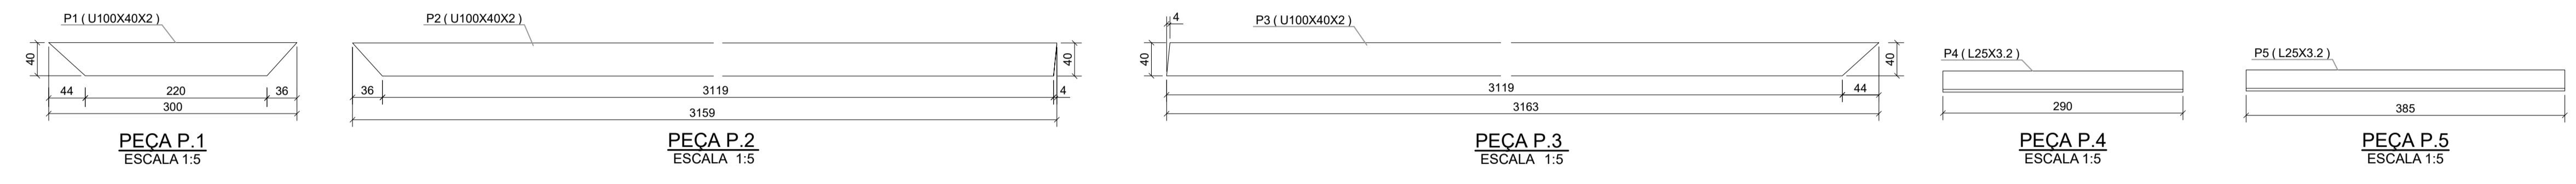 P1 ( U100X40X2 )
40
44 220 36
300
PEÇA P.1
ESCALA 1:5
P2 ( U100X40X2 )
40
36 3119 4
3159
PEÇA P.2
ESCALA 1:5
4
P3 ( U100X40X2 )
40 40
3119 44
3163
PEÇA P.3
ESCALA 1:5
P4 ( L25X3.2 )
290
PEÇA P.4
ESCALA 1:5
P5 ( L25X3.2 )
385
PEÇA P.5
ESCALA 1:5